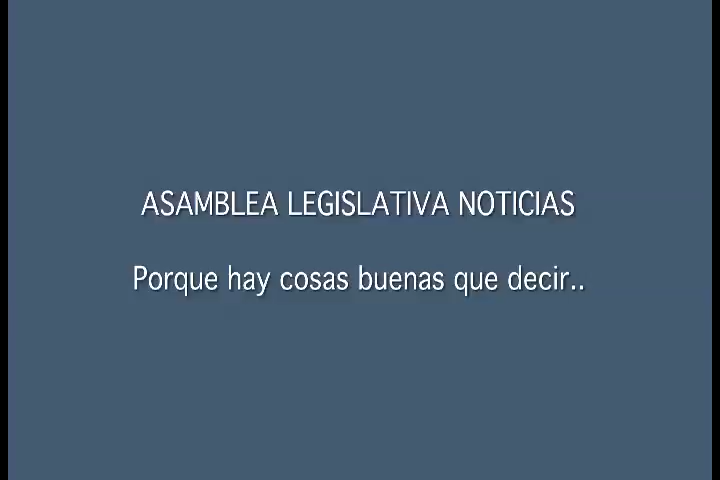 ASAMBLEA LEGISLATIVA NOTICIAS
Porque hay cosas buenas que decir..